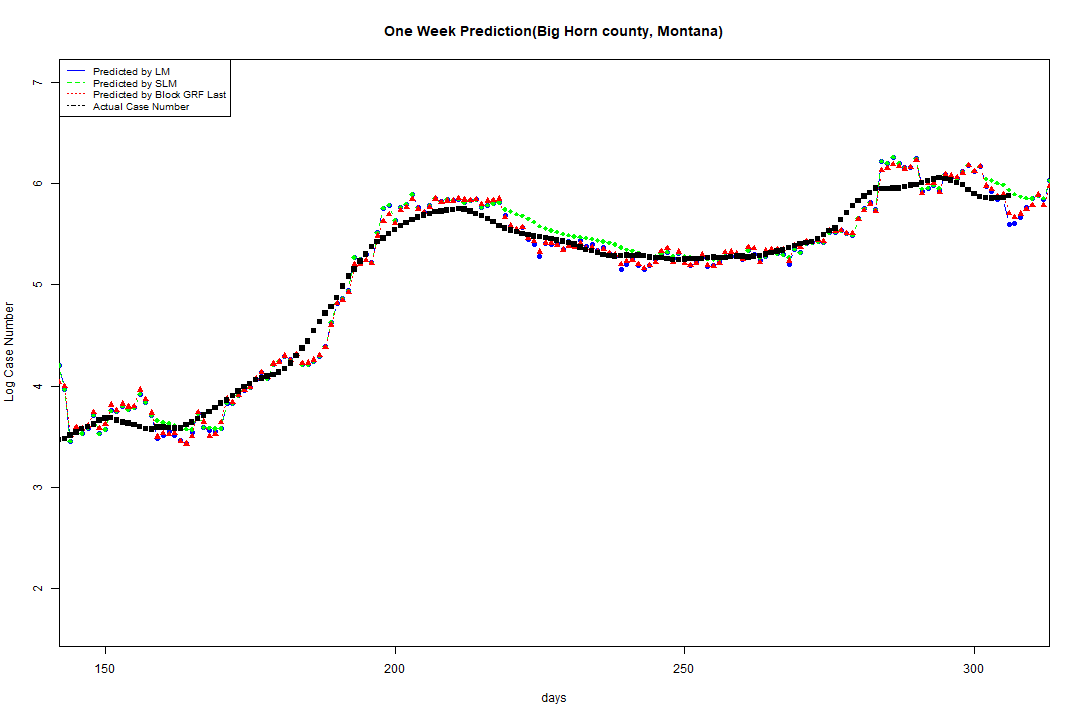 One Week Prediction(Big Horn county, Montana)
Predicted by LM
Predicted by SLM
Predicted by Block GRF Last
Actual Case Number
7
6
5
4
3
2
Log Case Number
150 200 250 300
days